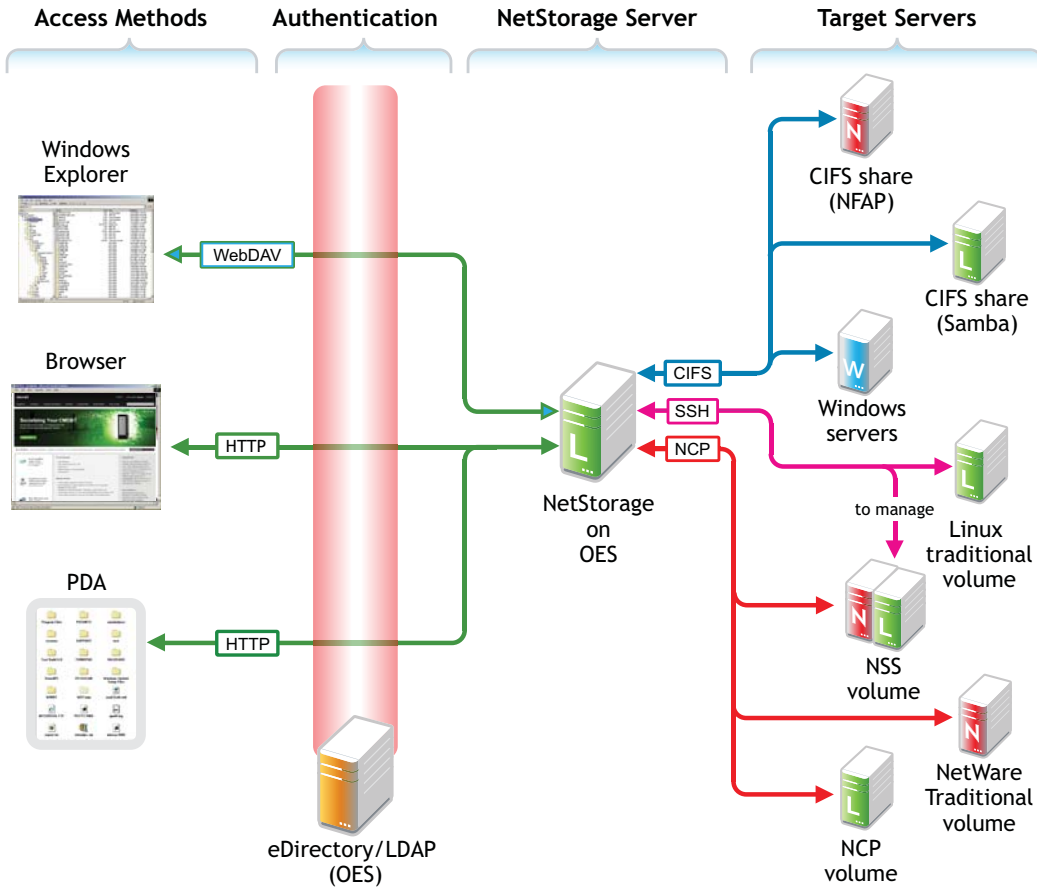 Access Methods
Authentication
NetStorage Server
Target Servers
Windows
Explorer
WebDAV
Browser
HTTP
PDA
HTTP
eDirectory/LDAP
(OES)
L
NetStorage
on
OES
CIFS
SSH
NCP
N
CIFS share
(NFAP)
L
CIFS share
(Samba)
W
Windows
servers
L
Linux
traditional
volume
to manage
N
L
NSS
volume
N
NetWare
Traditional
volume
L
NCP
volume